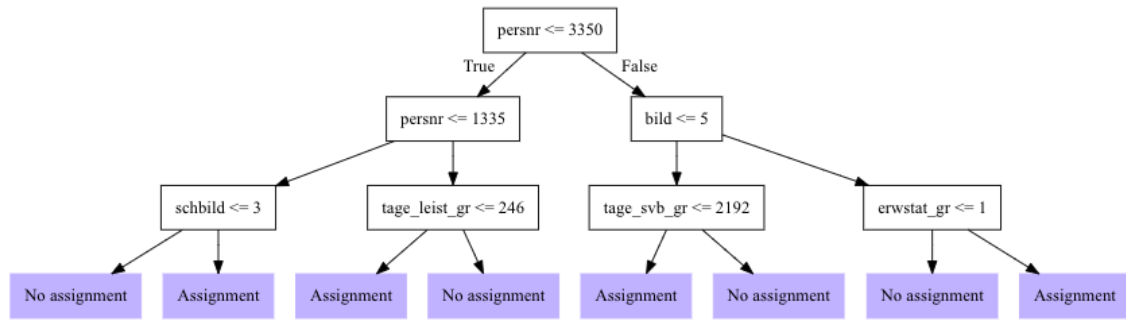 persnr <= 3350
True
False
persnr <= 1335
bild <= 5
schbild <= 3
tage_leist_gr <= 246
tage_svb_gr <= 2192
erwstat_gr <= 1
No assignment
Assignment
Assignment
No assignment
Assignment
No assignment
No assignment
Assignment